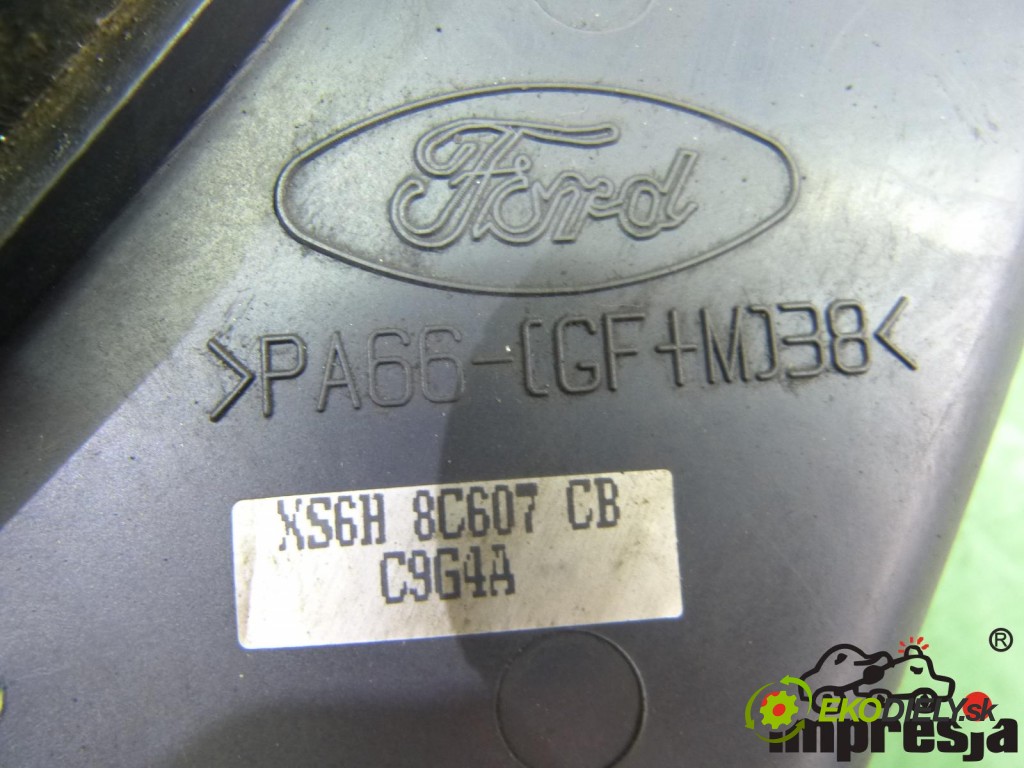 Ford
>PA66-(GF+M)38<
XS6H 8C607 CB
C9G4A
®
EKODIELY.sk
impresja